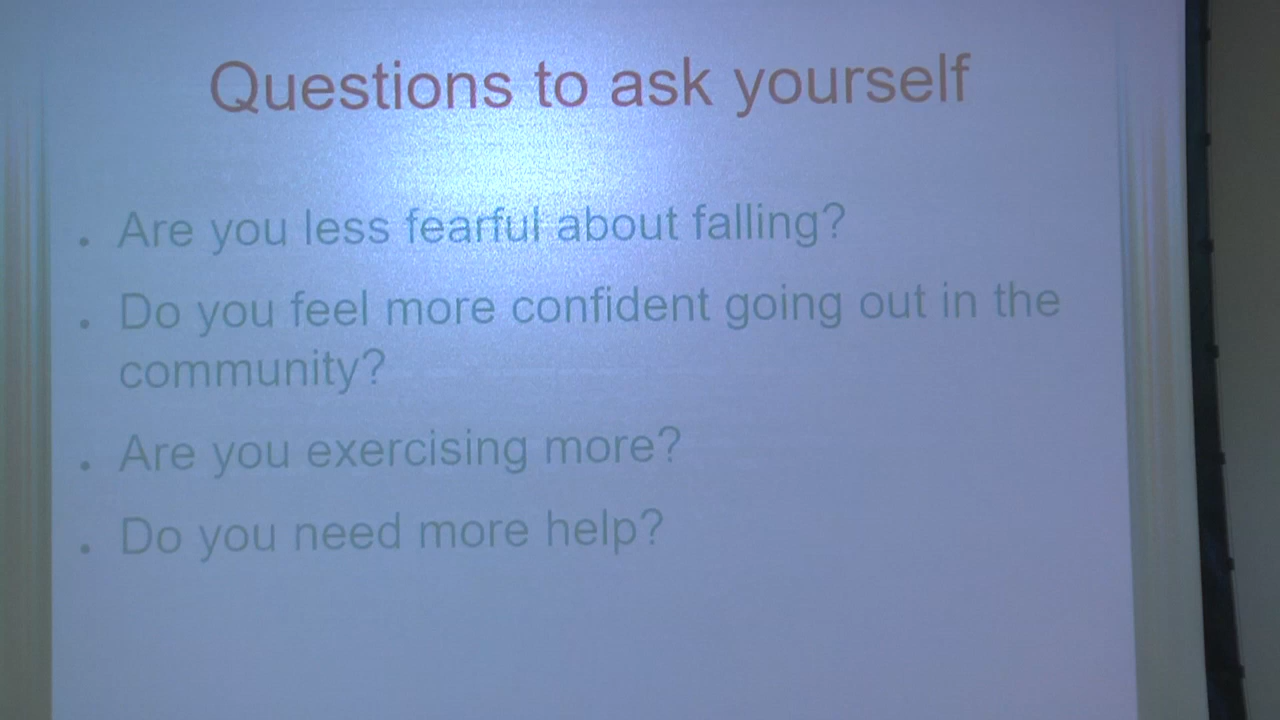 Questions to ask yourself
. Are you less fearful about falling?
. Do you feel more confident going out in the
community?
. Are you exercising more?
. Do you need more help?